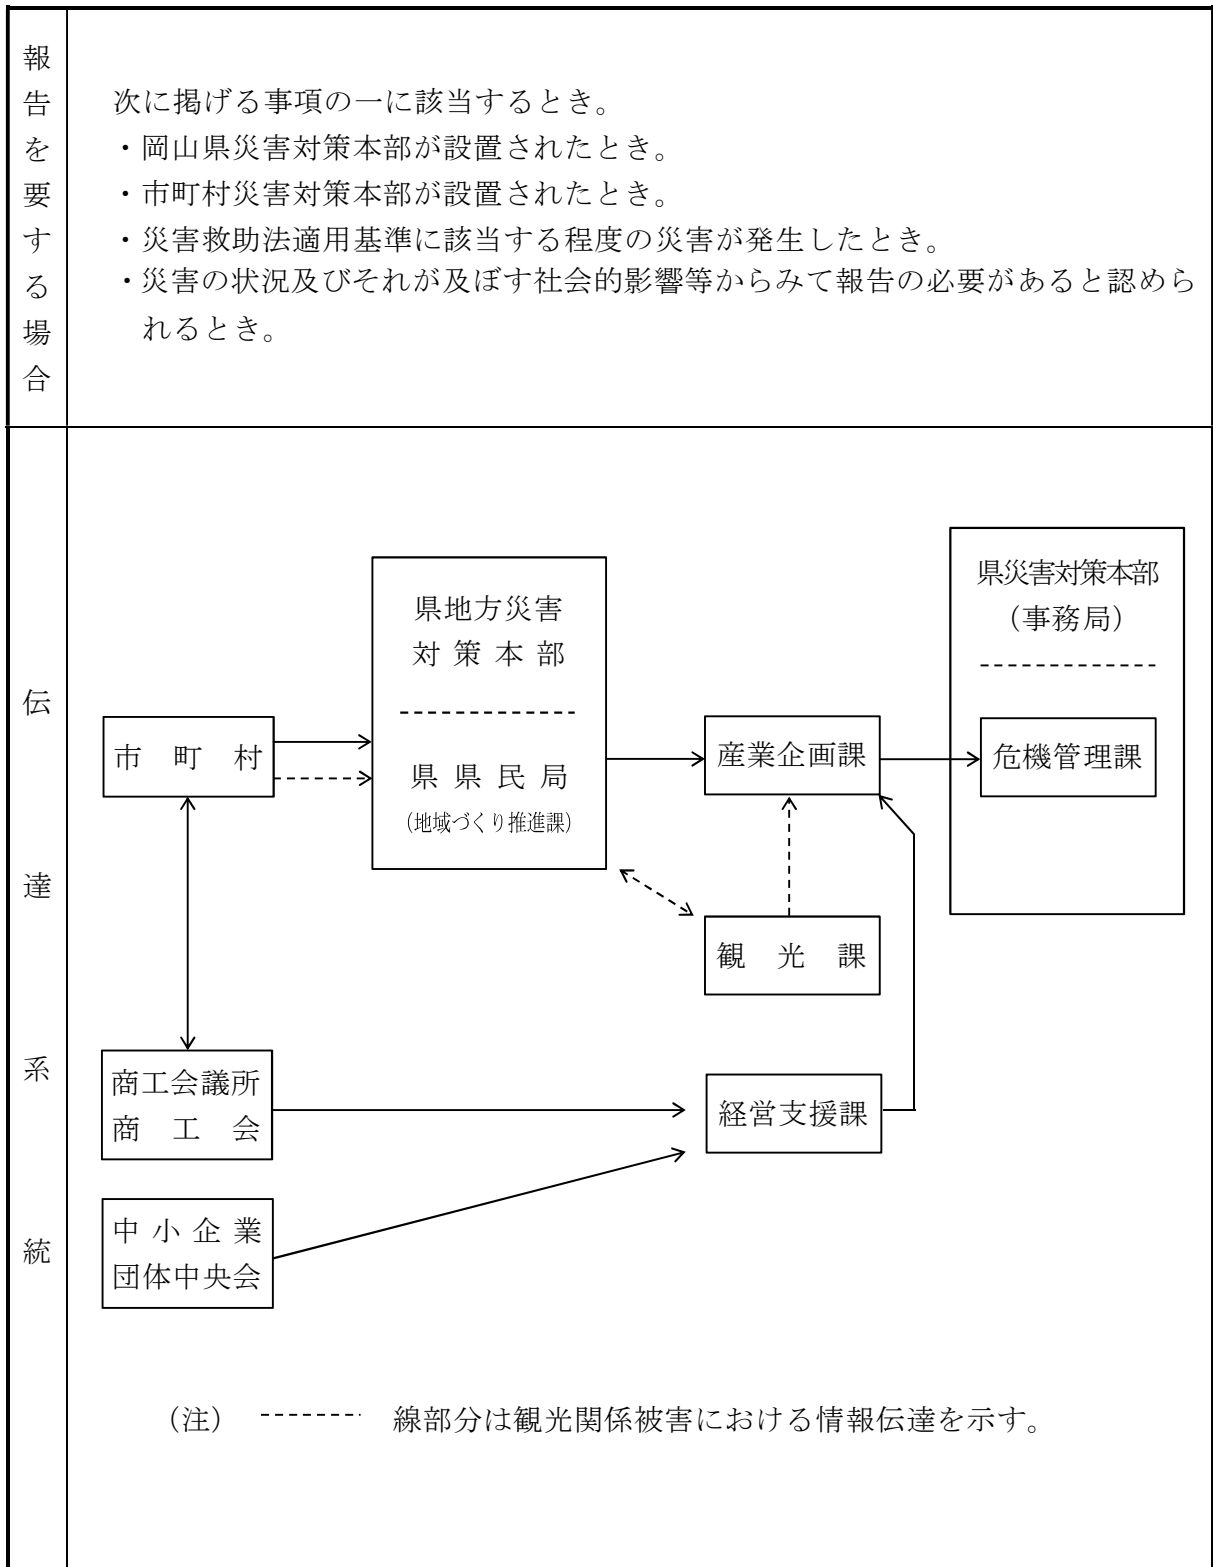 報告を要する場合
次に掲げる事項の一に該当するとき。
・岡山県災害対策本部が設置されたとき。
・市町村災害対策本部が設置されたとき。
・災害救助法適用基準に該当する程度の災害が発生したとき。
・災害の状況及びそれが及ぼす社会的影響等からみて報告の必要があると認めら
れるとき。
伝達系統
県災害対策本部
（事務局）
危機管理課
県地方災害
対策本部
県県民局
（地域づくり推進課）
市町村
産業企画課
観光課
商工会議所
商工会
経営支援課
中小企業
団体中央会
（注） 線部分は観光関係被害における情報伝達を示す。